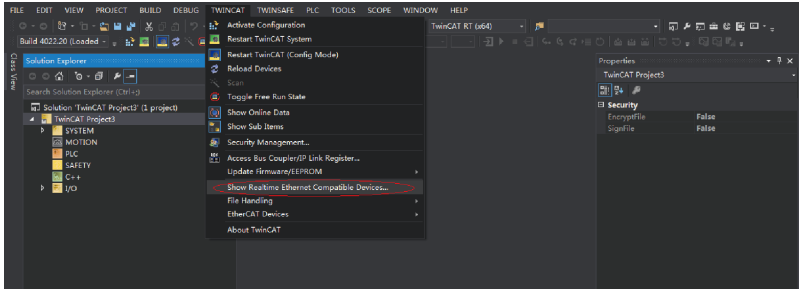 FILE EDIT VIEW PROJECT BUILD DEBUG TWINCAT TWINSAFE PLC TOOLS SCOPE WINDOW HELP
TwinCAT RT (x64)
Build 4022.20 (Loaded
Class View
Solution Explorer
Search Solution Explorer (Ctrl+;)
Solution 'TwinCAT Project3' (1 project)
TwinCAT Project3
SYSTEM
MOTION
PLC
SAFETY
C++
I/O
Activate Configuration
Restart TwinCAT System
Restart TwinCAT (Config Mode)
Reload Devices
Scan
Toggle Free Run State
Show Online Data
Show Sub Items
Security Management...
Access Bus Coupler/IP Link Register...
Update Firmware/EEPROM
Show Realtime Ethernet Compatible Devices...
File Handling
EtherCAT Devices
About TwinCAT
Properties
TwinCAT Project3
Security
EncryptFile False
SignFile False